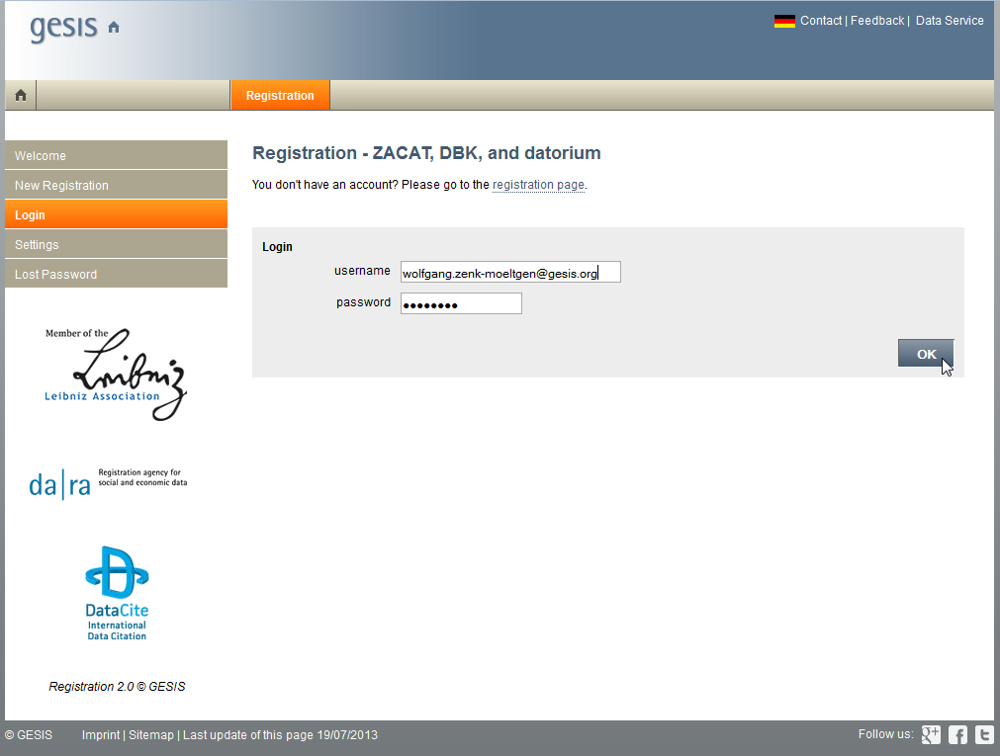 gesis
Contact | Feedback | Data Service
Registration
Welcome
New Registration
Login
Settings
Lost Password
Registration - ZACAT, DBK, and datorium
You don't have an account? Please go to the registration page.
Login
username wolfgang.zenk-moeltgen@gesis.org
password ••••••••
OK
Member of the
Leibniz
Leibniz Association
da|ra Registration agency for
social and economic data
DataCite
International
Data Citation
Registration 2.0 © GESIS
© GESIS Imprint | Sitemap | Last update of this page 19/07/2013 Follow us: g+ f t